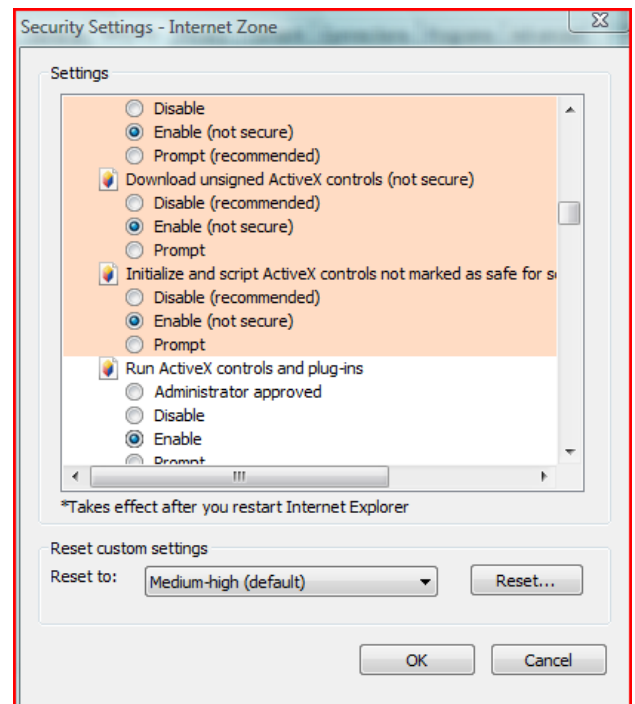 Security Settings - Internet Zone
Settings
Disable
Enable (not secure)
Prompt (recommended)
Download unsigned ActiveX controls (not secure)
Disable (recommended)
Enable (not secure)
Prompt
Initialize and script ActiveX controls not marked as safe for s
Disable (recommended)
Enable (not secure)
Prompt
Run ActiveX controls and plug-ins
Administrator approved
Disable
Enable
Prompt
*Takes effect after you restart Internet Explorer
Reset custom settings
Reset to:
Medium-high (default)
Reset...
OK
Cancel